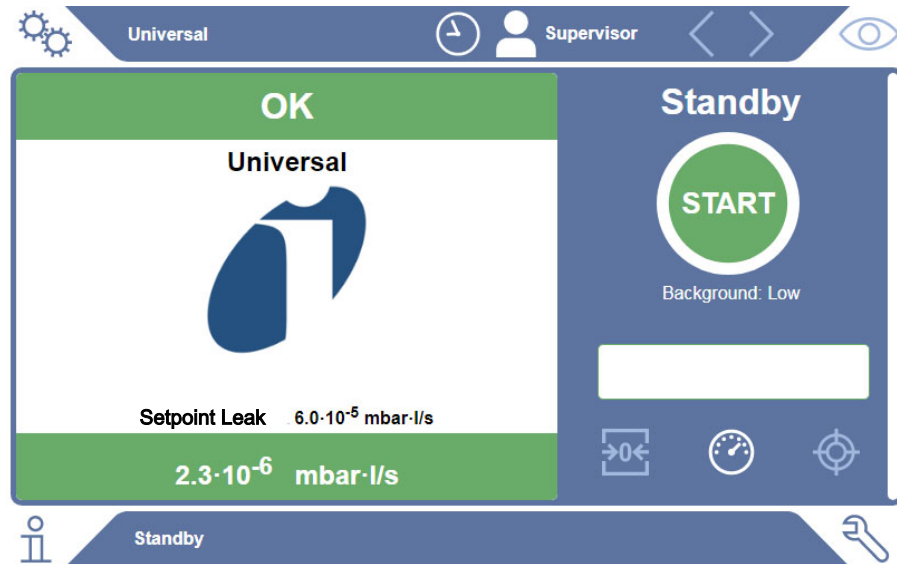 Universal
Supervisor
OK
Universal
Setpoint Leak 6.0·10⁻⁵ mbar·l/s
2.3·10⁻⁶ mbar·l/s
Standby
START
Background: Low
→0←
Standby